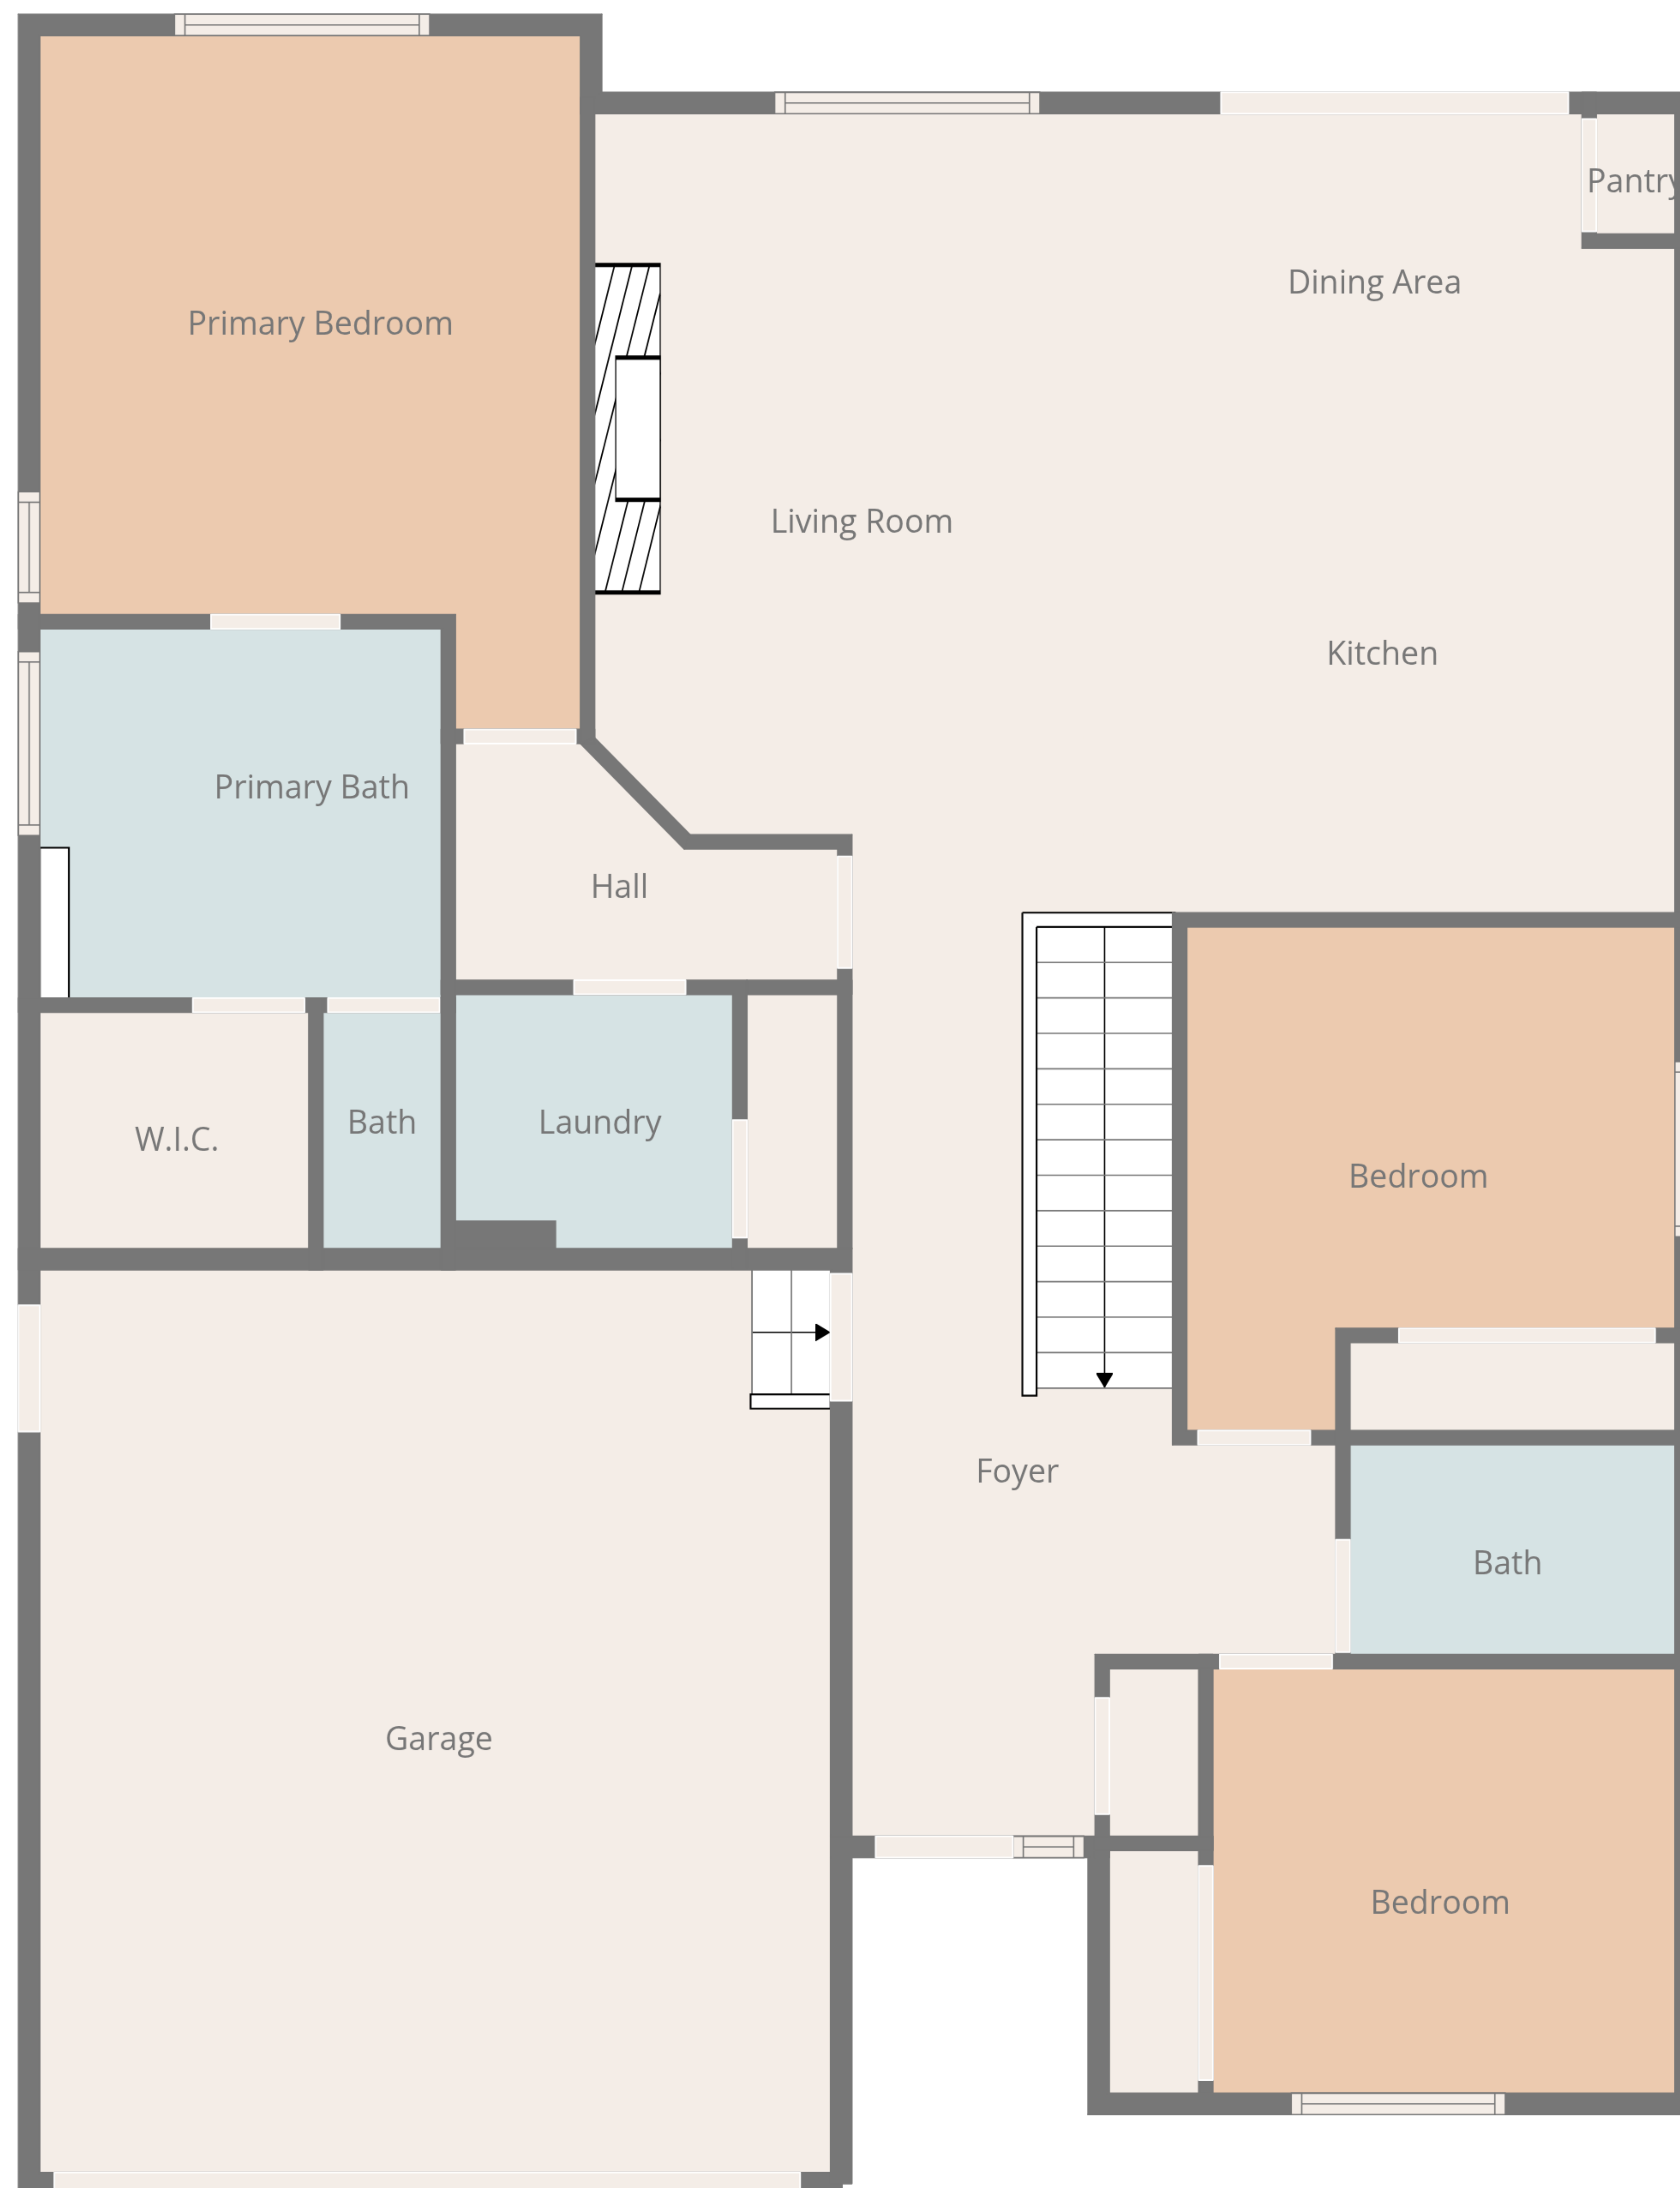 Pantry
Dining Area
Primary Bedroom
Living Room
Kitchen
Primary Bath
Hall
W.I.C.
Bath
Laundry
Bedroom
Foyer
Bath
Garage
Bedroom